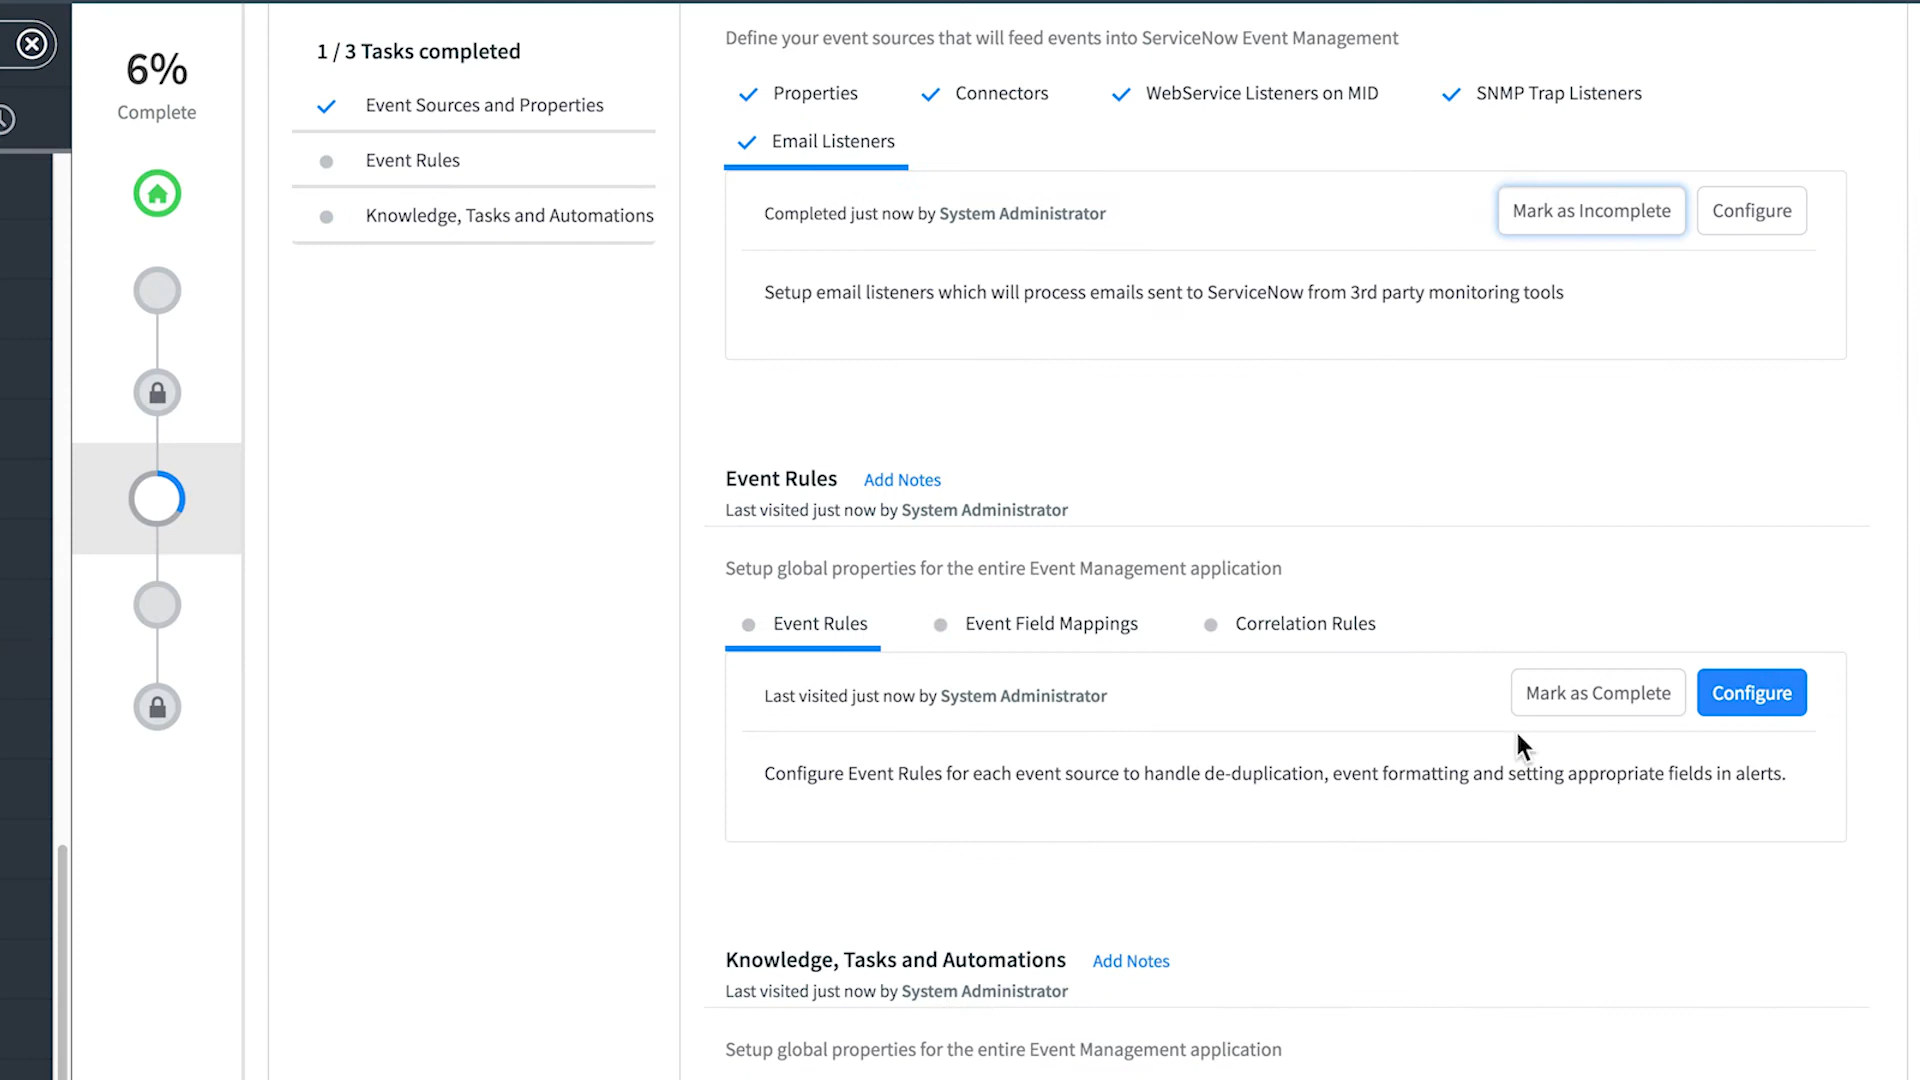 6%
Complete
1 / 3 Tasks completed
Event Sources and Properties
Event Rules
Knowledge, Tasks and Automations
Define your event sources that will feed events into ServiceNow Event Management
Properties Connectors WebService Listeners on MID SNMP Trap Listeners
Email Listeners
Completed just now by System Administrator Mark as Incomplete Configure
Setup email listeners which will process emails sent to ServiceNow from 3rd party monitoring tools
Event Rules Add Notes
Last visited just now by System Administrator
Setup global properties for the entire Event Management application
Event Rules Event Field Mappings Correlation Rules
Last visited just now by System Administrator Mark as Complete Configure
Configure Event Rules for each event source to handle de-duplication, event formatting and setting appropriate fields in alerts.
Knowledge, Tasks and Automations Add Notes
Last visited just now by System Administrator
Setup global properties for the entire Event Management application